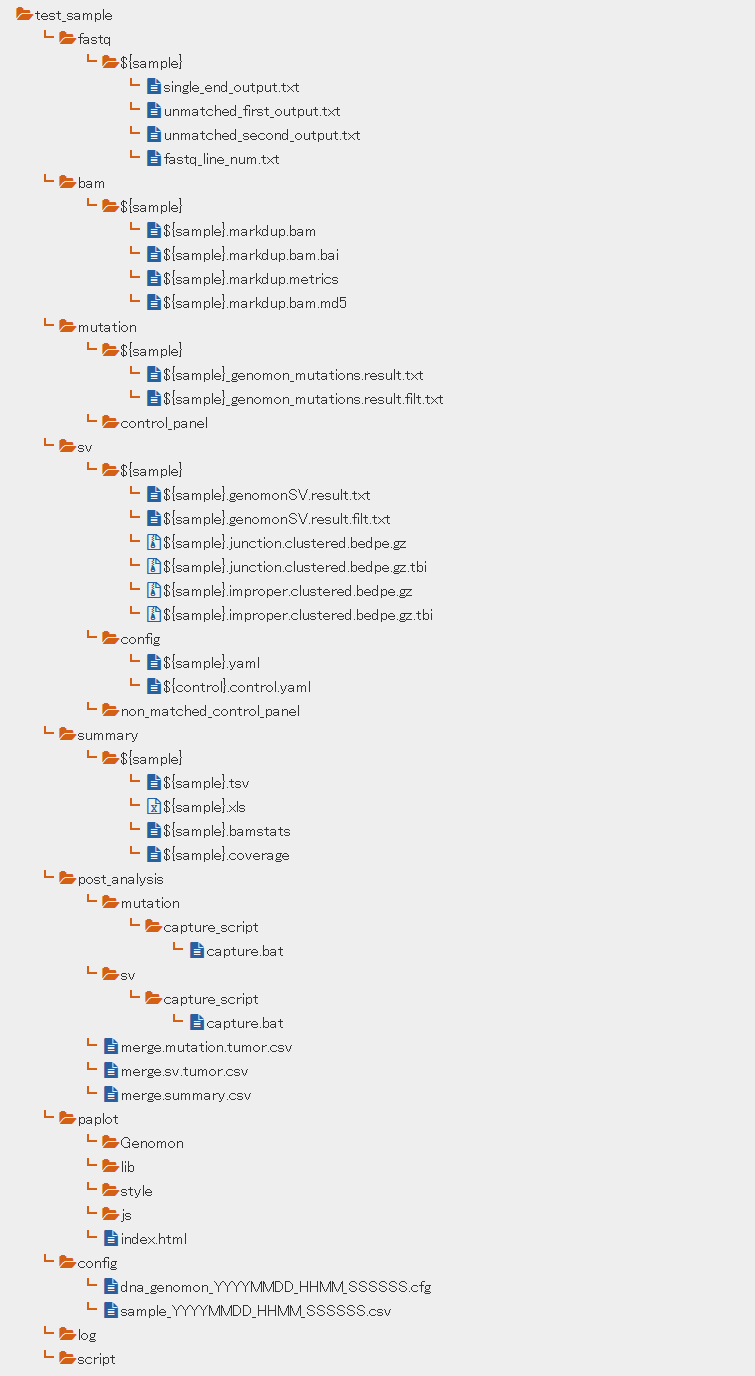 test_sample
fastq
${sample}
single_end_output.txt
unmatched_first_output.txt
unmatched_second_output.txt
fastq_line_num.txt
bam
${sample}
${sample}.markdup.bam
${sample}.markdup.bam.bai
${sample}.markdup.metrics
${sample}.markdup.bam.md5
mutation
${sample}
${sample}_genomon_mutations.result.txt
${sample}_genomon_mutations.result.filt.txt
control_panel
sv
${sample}
${sample}.genomonSV.result.txt
${sample}.genomonSV.result.filt.txt
${sample}.junction.clustered.bedpe.gz
${sample}.junction.clustered.bedpe.gz.tbi
${sample}.improper.clustered.bedpe.gz
${sample}.improper.clustered.bedpe.gz.tbi
config
${sample}.yaml
${control}.control.yaml
non_matched_control_panel
summary
${sample}
${sample}.tsv
${sample}.xls
${sample}.bamstats
${sample}.coverage
post_analysis
mutation
capture_script
capture.bat
sv
capture_script
capture.bat
merge.mutation.tumor.csv
merge.sv.tumor.csv
merge.summary.csv
paplot
Genomon
lib
style
js
index.html
config
dna_genomon_YYYYMMDD_HHMM_SSSSSS.cfg
sample_YYYYMMDD_HHMM_SSSSSS.csv
log
script